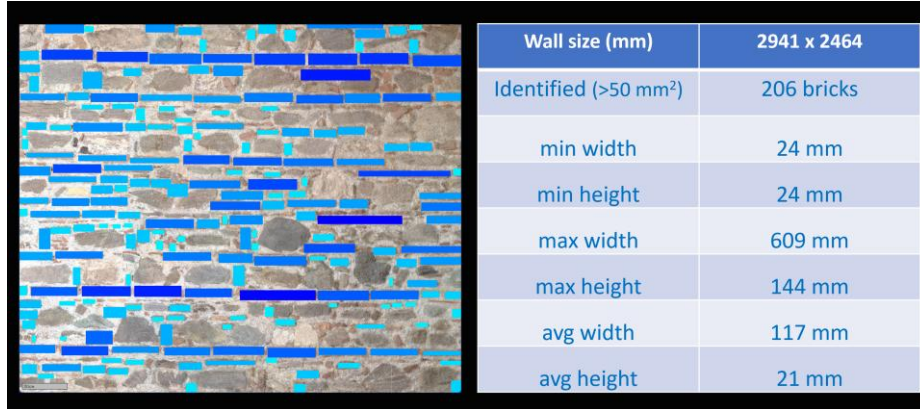 Wall size (mm) 2941 x 2464
Identified (>50 mm²) 206 bricks
min width 24 mm
min height 24 mm
max width 609 mm
max height 144 mm
avg width 117 mm
avg height 21 mm